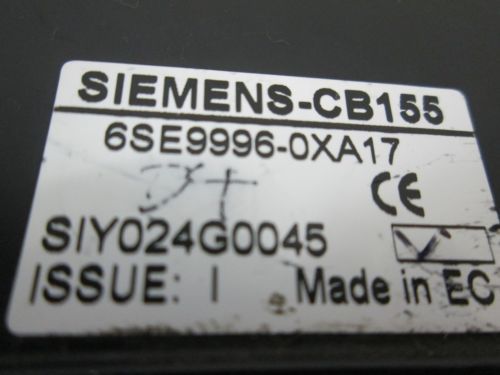 SIEMENS-CB155
6SE9996-0XA17
CE
SIY024G0045
ISSUE: I Made in EC